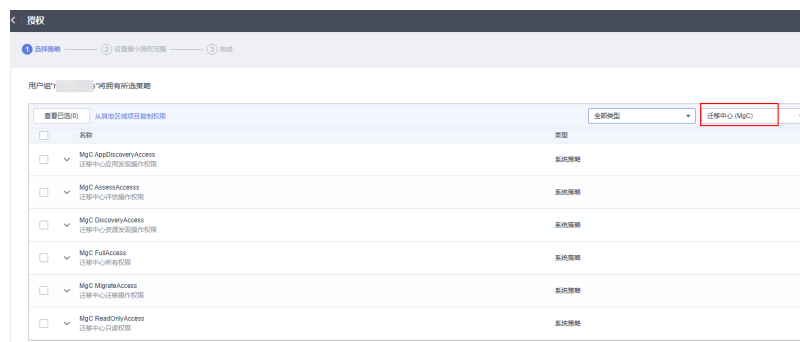 < 授权
1 选择策略 2 设置最小授权范围 3 完成
用户组"r s"将拥有所选策略
查看已选(0) 从其他区域项目复制权限 全部类型 迁移中心 (MgC)
名称 类型
MgC AppDiscoveryAccess 系统策略
迁移中心应用发现操作权限
MgC AssessAccesss 系统策略
迁移中心评估操作权限
MgC DiscoveryAccess 系统策略
迁移中心资源发现操作权限
MgC FullAccess 系统策略
迁移中心所有权限
MgC MigrateAccess 系统策略
迁移中心迁移操作权限
MgC ReadOnlyAccess 系统策略
迁移中心只读权限